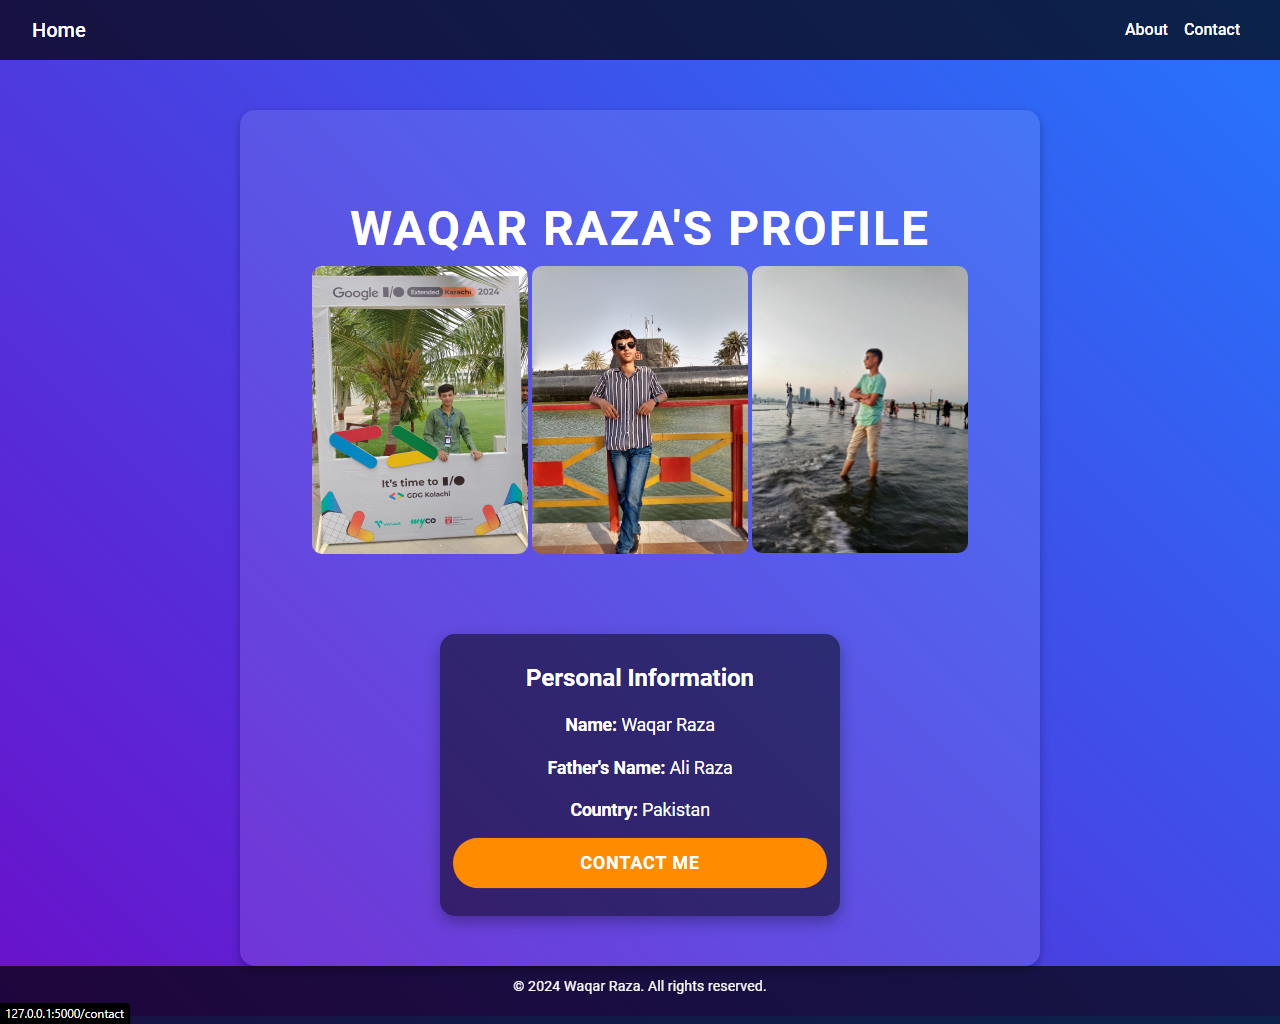 Home
About Contact
WAQAR RAZA'S PROFILE
Google I/O Extended Karachi 2024
It's time to I/O
GDG Kolachi
myco
Personal Information
Name: Waqar Raza
Father's Name: Ali Raza
Country: Pakistan
CONTACT ME
© 2024 Waqar Raza. All rights reserved.
127.0.0.1:5000/contact